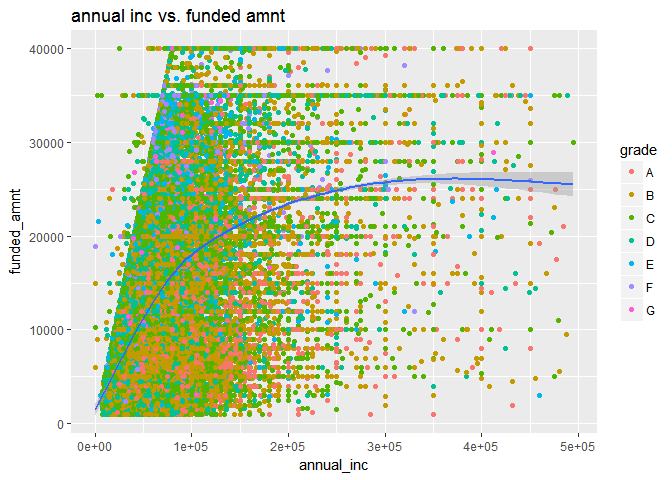 annual inc vs. funded amnt
40000
30000
20000
10000
0
funded_amnt
0e+00 1e+05 2e+05 3e+05 4e+05 5e+05
annual_inc
grade
A
B
C
D
E
F
G